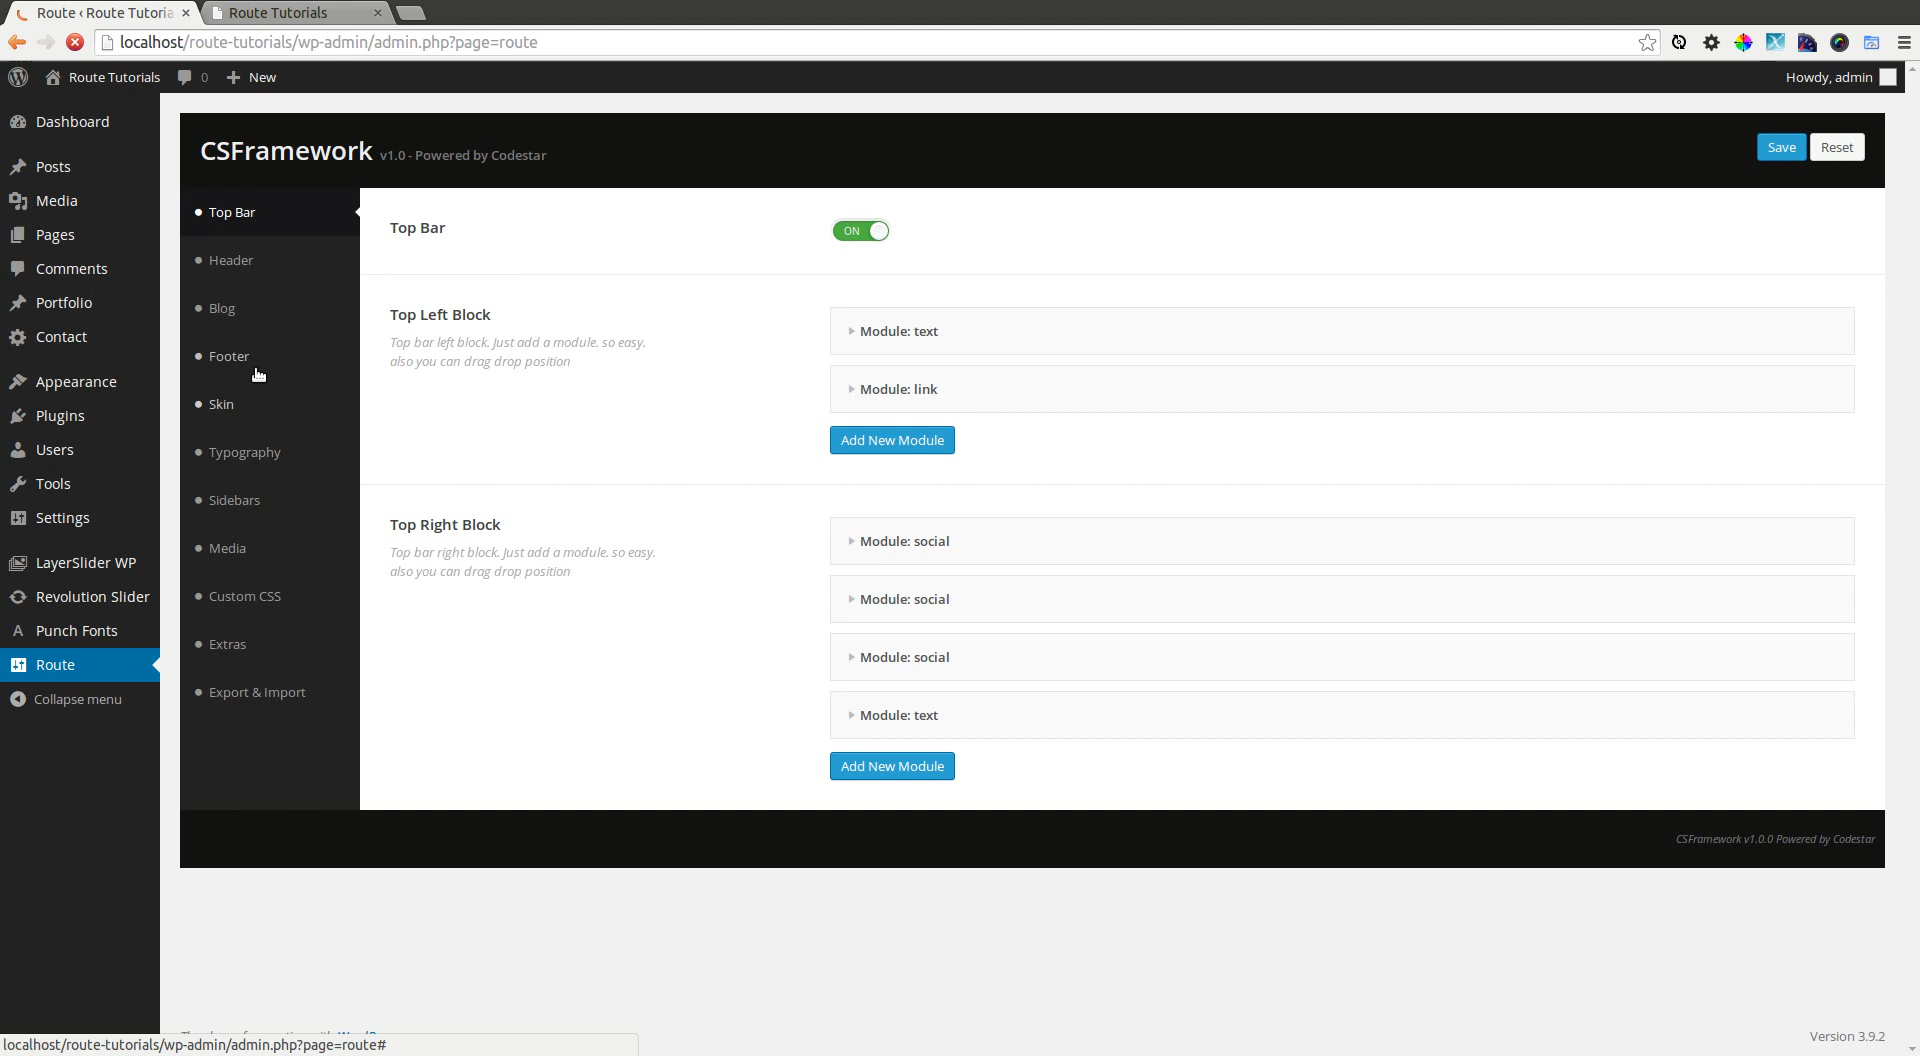 Route ‹ Route Tutoria
Route Tutorials
localhost/route-tutorials/wp-admin/admin.php?page=route
Route Tutorials
0
New
Howdy, admin
Dashboard
Posts
Media
Pages
Comments
Portfolio
Contact
Appearance
Plugins
Users
Tools
Settings
LayerSlider WP
Revolution Slider
Punch Fonts
Route
Collapse menu
CSFramework v1.0 - Powered by Codestar
Save
Reset
Top Bar
Header
Blog
Footer
Skin
Typography
Sidebars
Media
Custom CSS
Extras
Export & Import
Top Bar
ON
Top Left Block
Top bar left block. Just add a module. so easy.
also you can drag drop position
Module: text
Module: link
Add New Module
Top Right Block
Top bar right block. Just add a module. so easy.
also you can drag drop position
Module: social
Module: social
Module: social
Module: text
Add New Module
CSFramework v1.0.0 Powered by Codestar
Version 3.9.2
localhost/route-tutorials/wp-admin/admin.php?page=route#